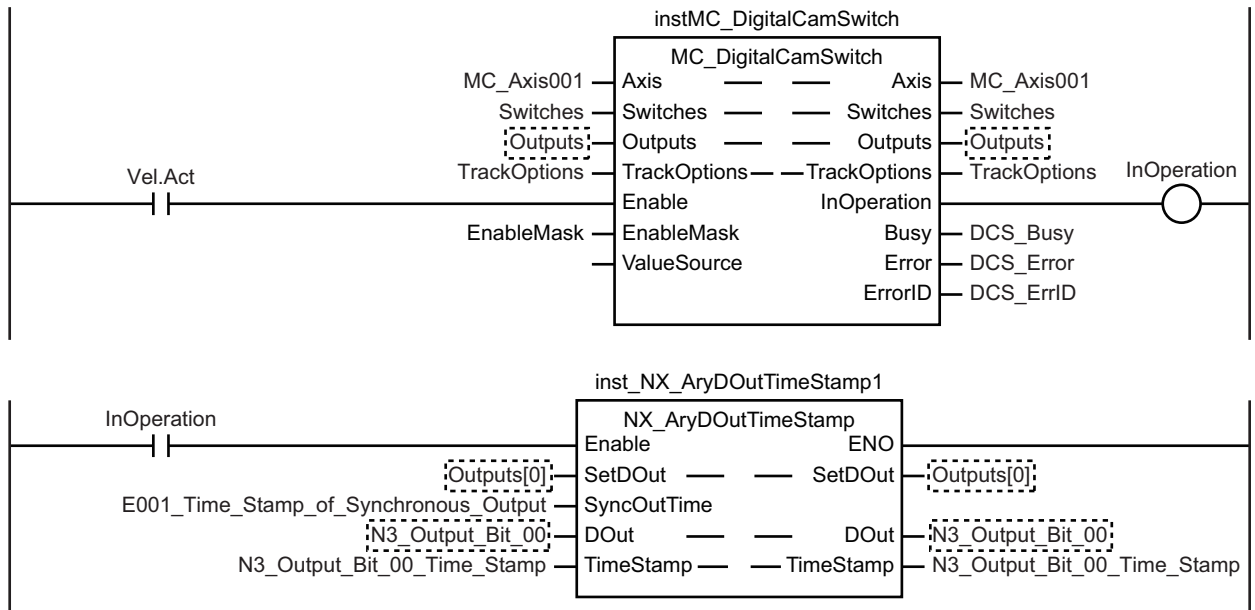 instMC_DigitalCamSwitch
MC_DigitalCamSwitch
MC_Axis001 Axis Axis MC_Axis001
Switches Switches Switches Switches
Outputs Outputs Outputs Outputs
TrackOptions TrackOptions TrackOptions TrackOptions
Vel.Act Enable InOperation InOperation
EnableMask EnableMask Busy DCS_Busy
ValueSource Error DCS_Error
ErrorID DCS_ErrID
inst_NX_AryDOutTimeStamp1
NX_AryDOutTimeStamp
InOperation Enable ENO
Outputs[0] SetDOut SetDOut Outputs[0]
E001_Time_Stamp_of_Synchronous_Output SyncOutTime
N3_Output_Bit_00 DOut DOut N3_Output_Bit_00
N3_Output_Bit_00_Time_Stamp TimeStamp TimeStamp N3_Output_Bit_00_Time_Stamp